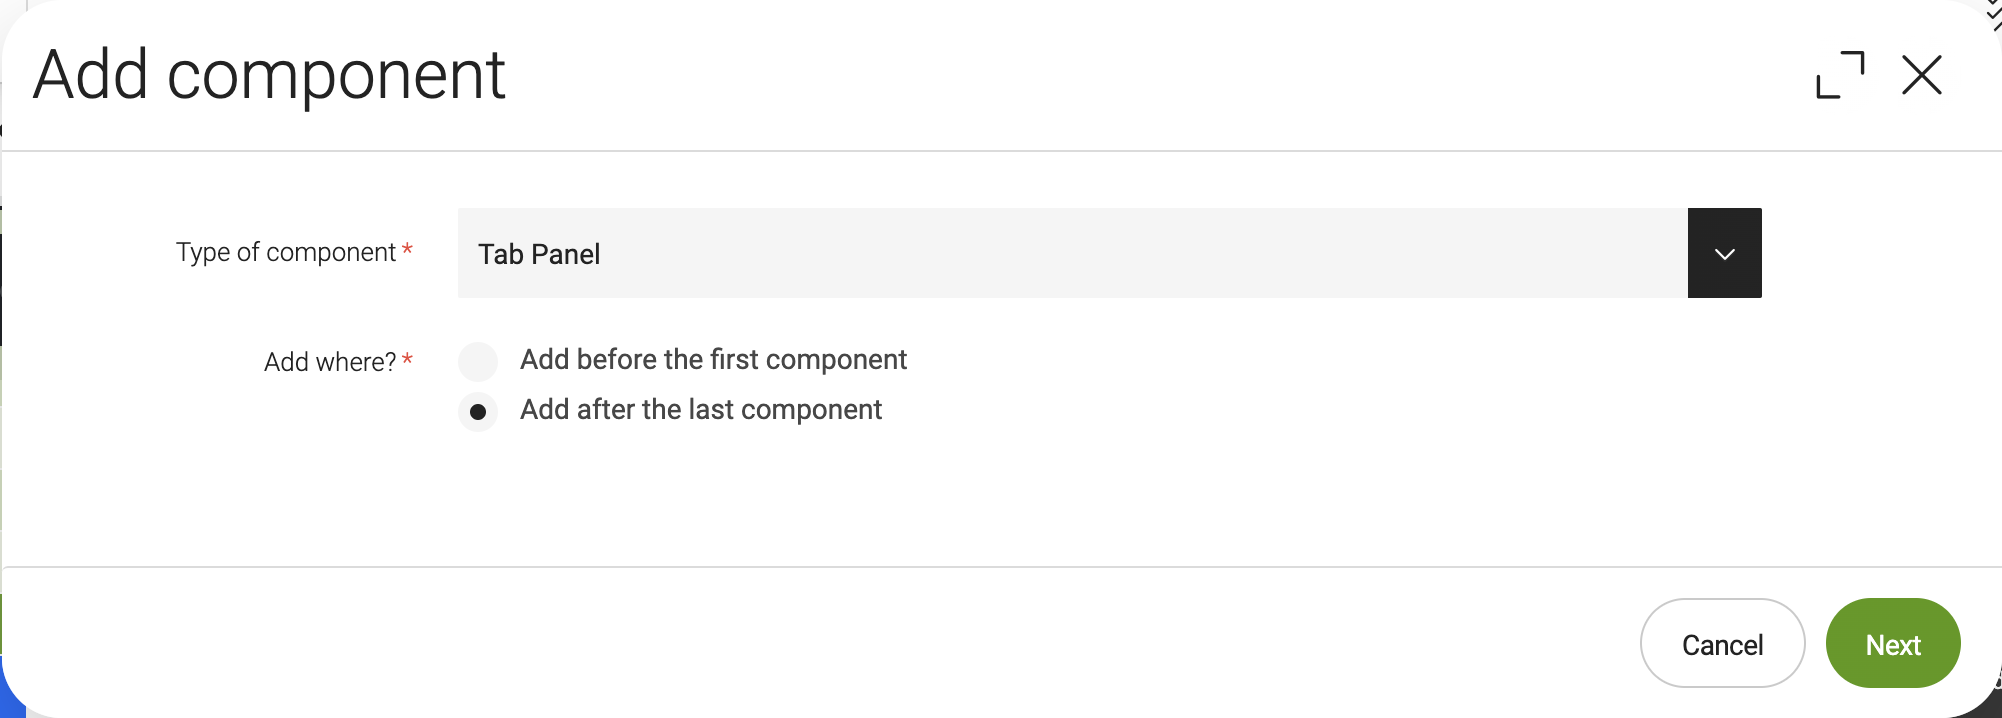 Add component
Type of component *
Tab Panel
Add where? *
Add before the first component
Add after the last component
Cancel
Next